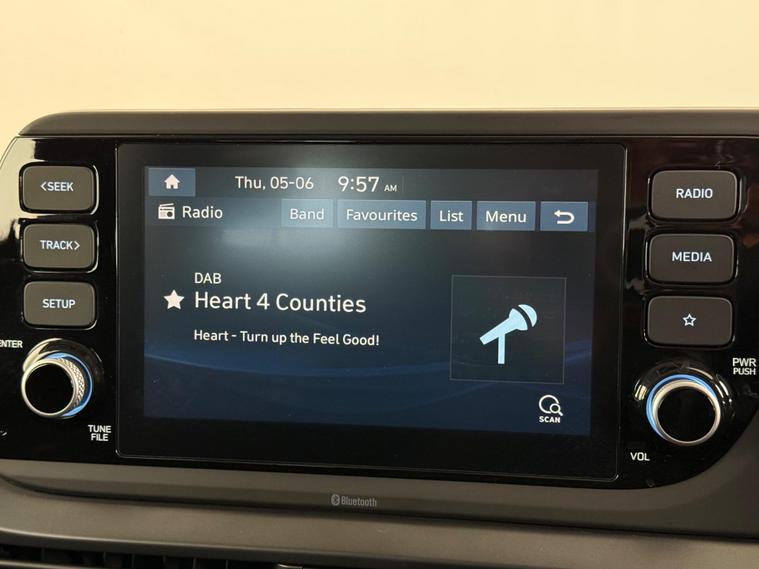 <SEEK
TRACK>
SETUP
ENTER
TUNE
FILE
Thu, 05-06 9:57 AM
Radio Band Favourites List Menu
DAB
Heart 4 Counties
Heart - Turn up the Feel Good!
SCAN
RADIO
MEDIA
PWR
PUSH
VOL
Bluetooth